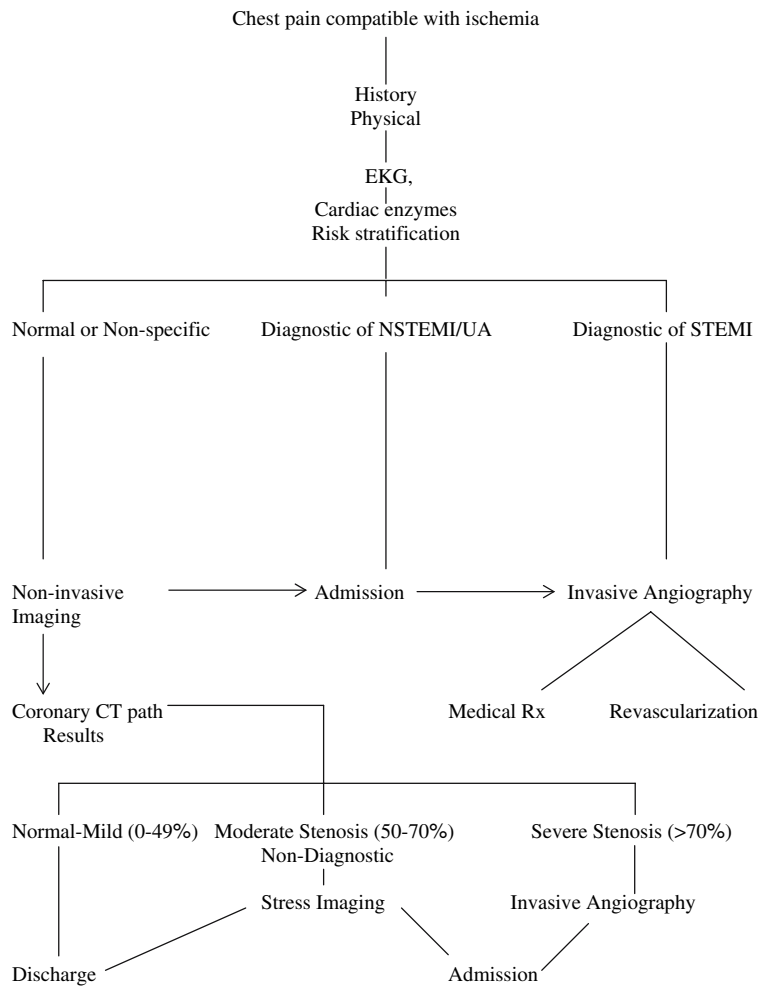 Chest pain compatible with ischemia
History
Physical
EKG,
Cardiac enzymes
Risk stratification
Normal or Non-specific
Diagnostic of NSTEMI/UA
Diagnostic of STEMI
Non-invasive
Imaging
Admission
Invasive Angiography
Medical Rx
Revascularization
Coronary CT path
Results
Normal-Mild (0-49%)
Moderate Stenosis (50-70%)
Non-Diagnostic
Severe Stenosis (>70%)
Stress Imaging
Invasive Angiography
Discharge
Admission